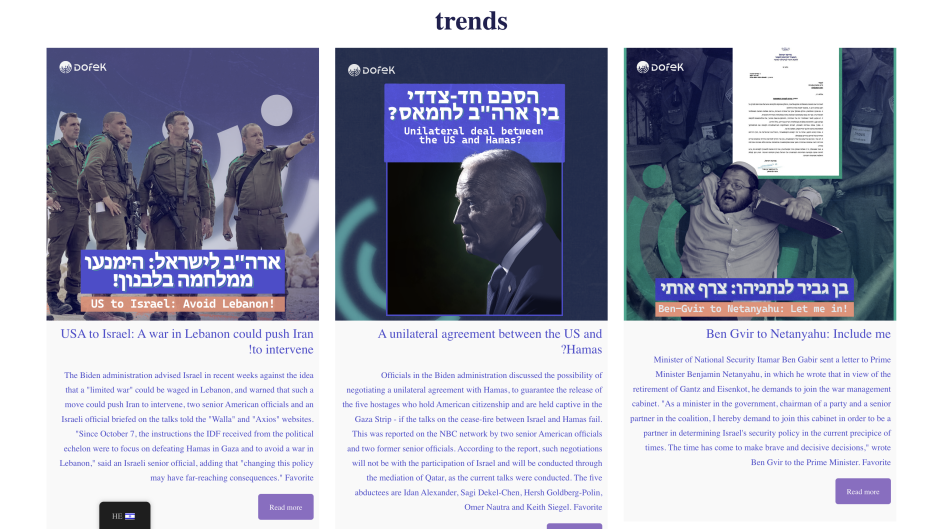 trends
DOFEK
ארה"ב לישראל: הימנעו
ממלחמה בלבנון!
US to Israel: Avoid Lebanon!
USA to Israel: A war in Lebanon could push Iran
!to intervene
The Biden administration advised Israel in recent weeks against the idea
that a "limited war" could be waged in Lebanon, and warned that such a
move could push Iran to intervene, two senior American officials and an
Israeli official briefed on the talks told the "Walla" and "Axios" websites.
"Since October 7, the instructions the IDF received from the political
echelon were to focus on defeating Hamas in Gaza and to avoid a war in
Lebanon," said an Israeli senior official, adding that "changing this policy
may have far-reaching consequences." Favorite
Read more
HE
DOFEK
הסכם חד-צדדי
בין ארה"ב לחמאס?
Unilateral deal between
the US and Hamas?
A unilateral agreement between the US and
?Hamas
Officials in the Biden administration discussed the possibility of
negotiating a unilateral agreement with Hamas, to guarantee the release of
the five hostages who hold American citizenship and are held captive in the
Gaza Strip - if the talks on the cease-fire between Israel and Hamas fail.
This was reported on the NBC network by two senior American officials
and two former senior officials. According to the report, such negotiations
will not be with the participation of Israel and will be conducted through
the mediation of Qatar, as the current talks were conducted. The five
abductees are Idan Alexander, Sagi Dekel-Chen, Hersh Goldberg-Polin,
Omer Nautra and Keith Siegel. Favorite
DOFEK
בן גביר לנתניהו: צרף אותי
Ben-Gvir to Netanyahu: Let me in!
Ben Gvir to Netanyahu: Include me
Minister of National Security Itamar Ben Gabir sent a letter to Prime
Minister Benjamin Netanyahu, in which he wrote that in view of the
retirement of Gantz and Eisenkot, he demands to join the war management
cabinet. "As a minister in the government, chairman of a party and a senior
partner in the coalition, I hereby demand to join this cabinet in order to be a
partner in determining Israel's security policy in the current precipice of
times. The time has come to make brave and decisive decisions," wrote
Ben Gvir to the Prime Minister. Favorite
Read more